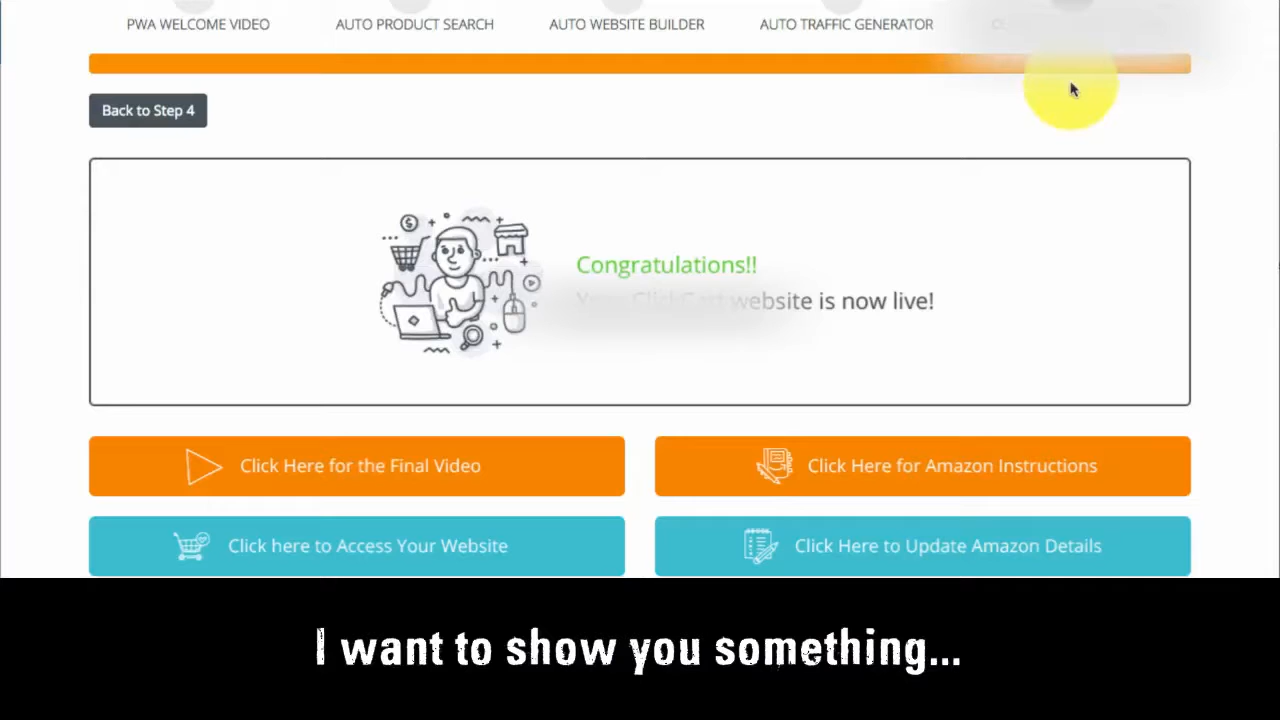 PWA WELCOME VIDEO
AUTO PRODUCT SEARCH
AUTO WEBSITE BUILDER
AUTO TRAFFIC GENERATOR
Back to Step 4
Congratulations!!
website is now live!
Click Here for the Final Video
Click Here for Amazon Instructions
Click here to Access Your Website
Click Here to Update Amazon Details
I want to show you something...